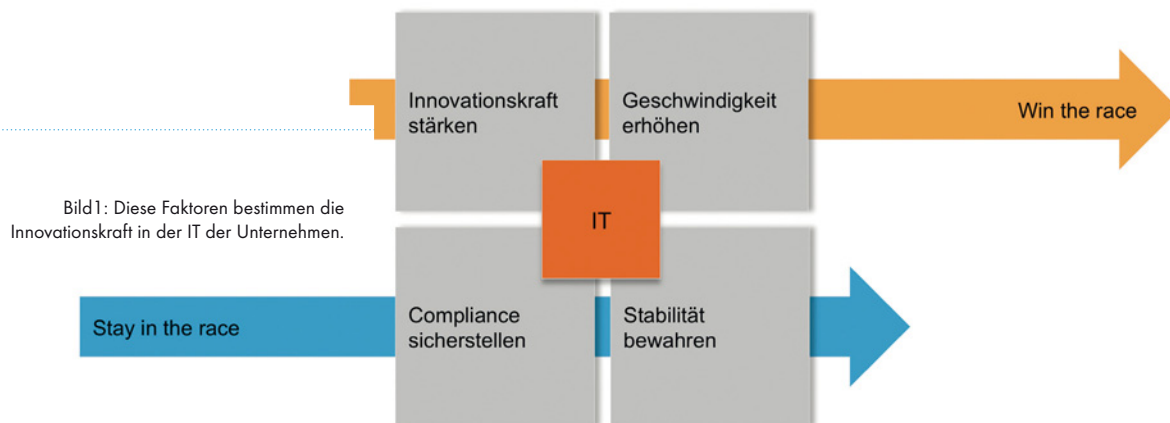 Innovationskraft
stärken
Geschwindigkeit
erhöhen
Win the race
Bild1: Diese Faktoren bestimmen die
Innovationskraft in der IT der Unternehmen.
IT
Stay in the race
Compliance
sicherstellen
Stabilität
bewahren